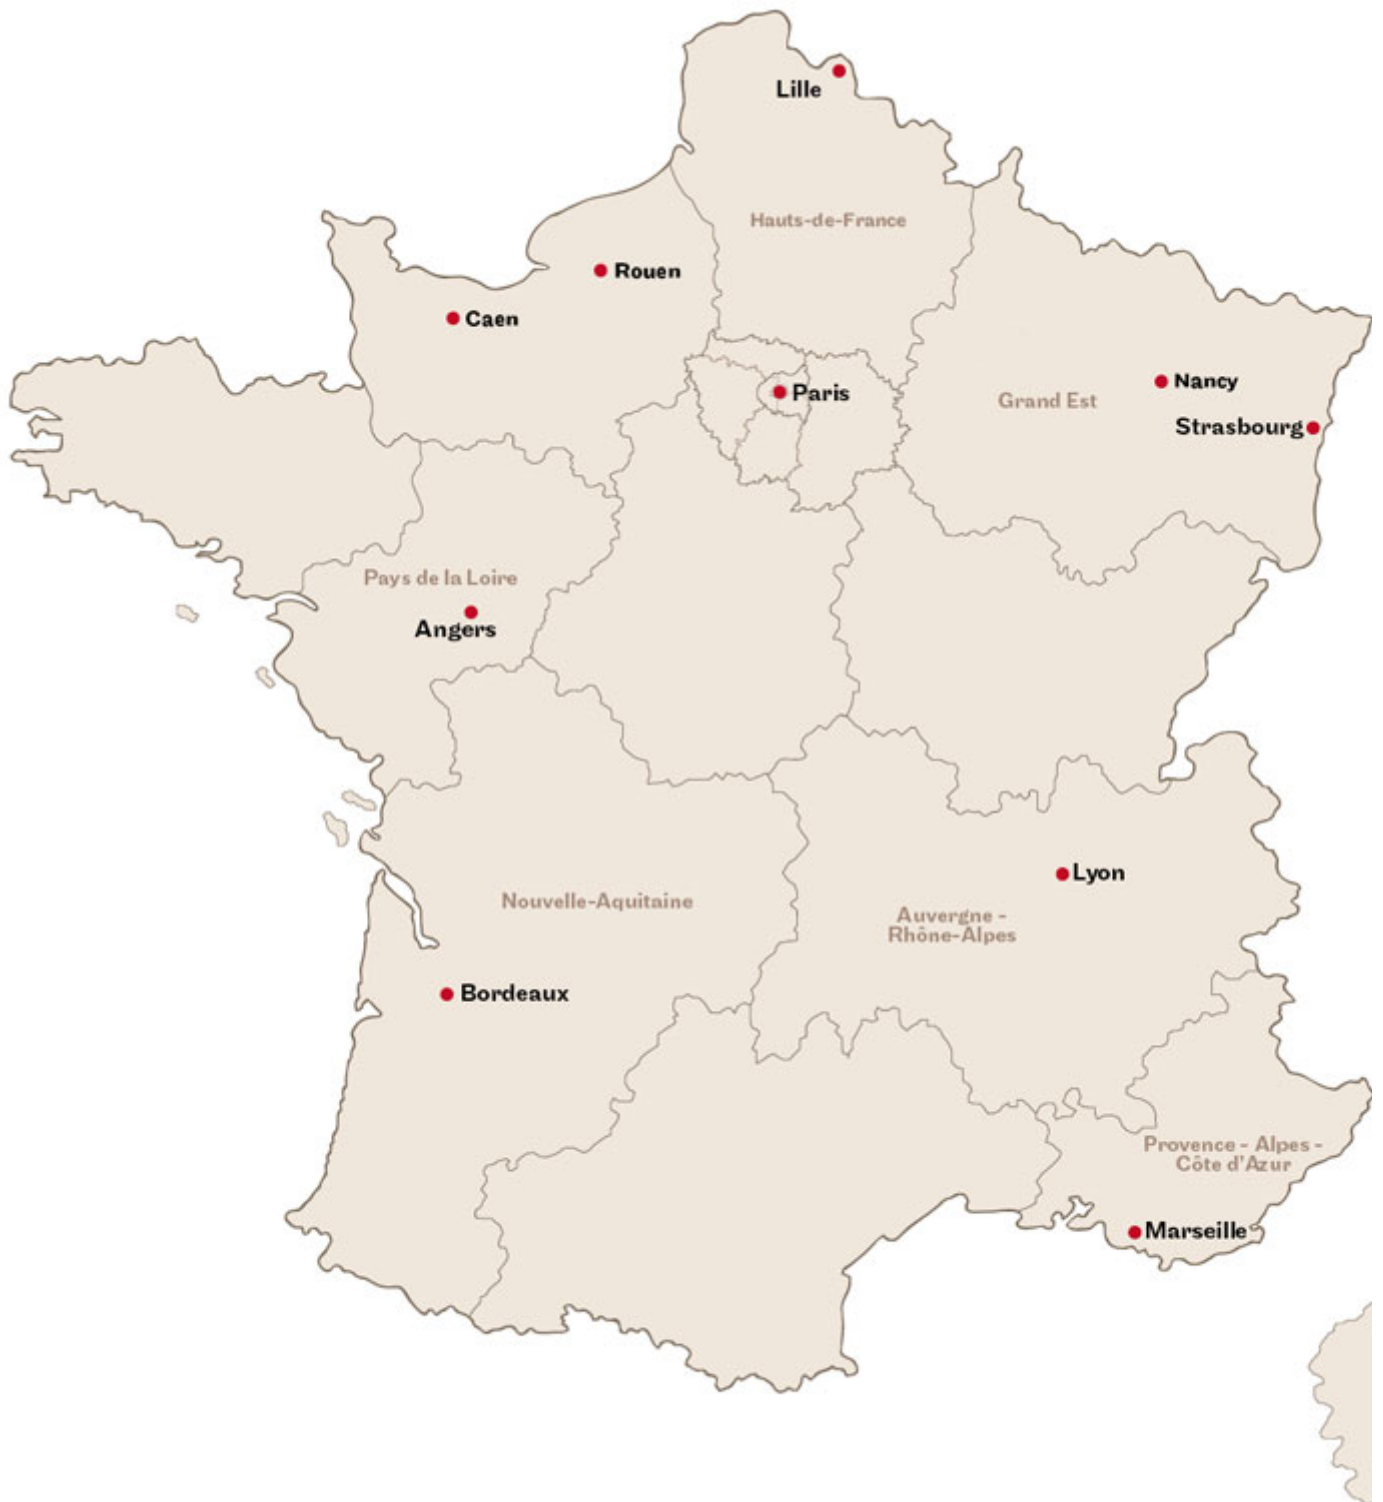 Lille
Hauts-de-France
Rouen
Caen
Paris
Nancy
Grand Est
Strasbourg
Pays de la Loire
Angers
Lyon
Nouvelle-Aquitaine
Auvergne -
Rhône-Alpes
Bordeaux
Provence - Alpes -
Côte d'Azur
Marseille